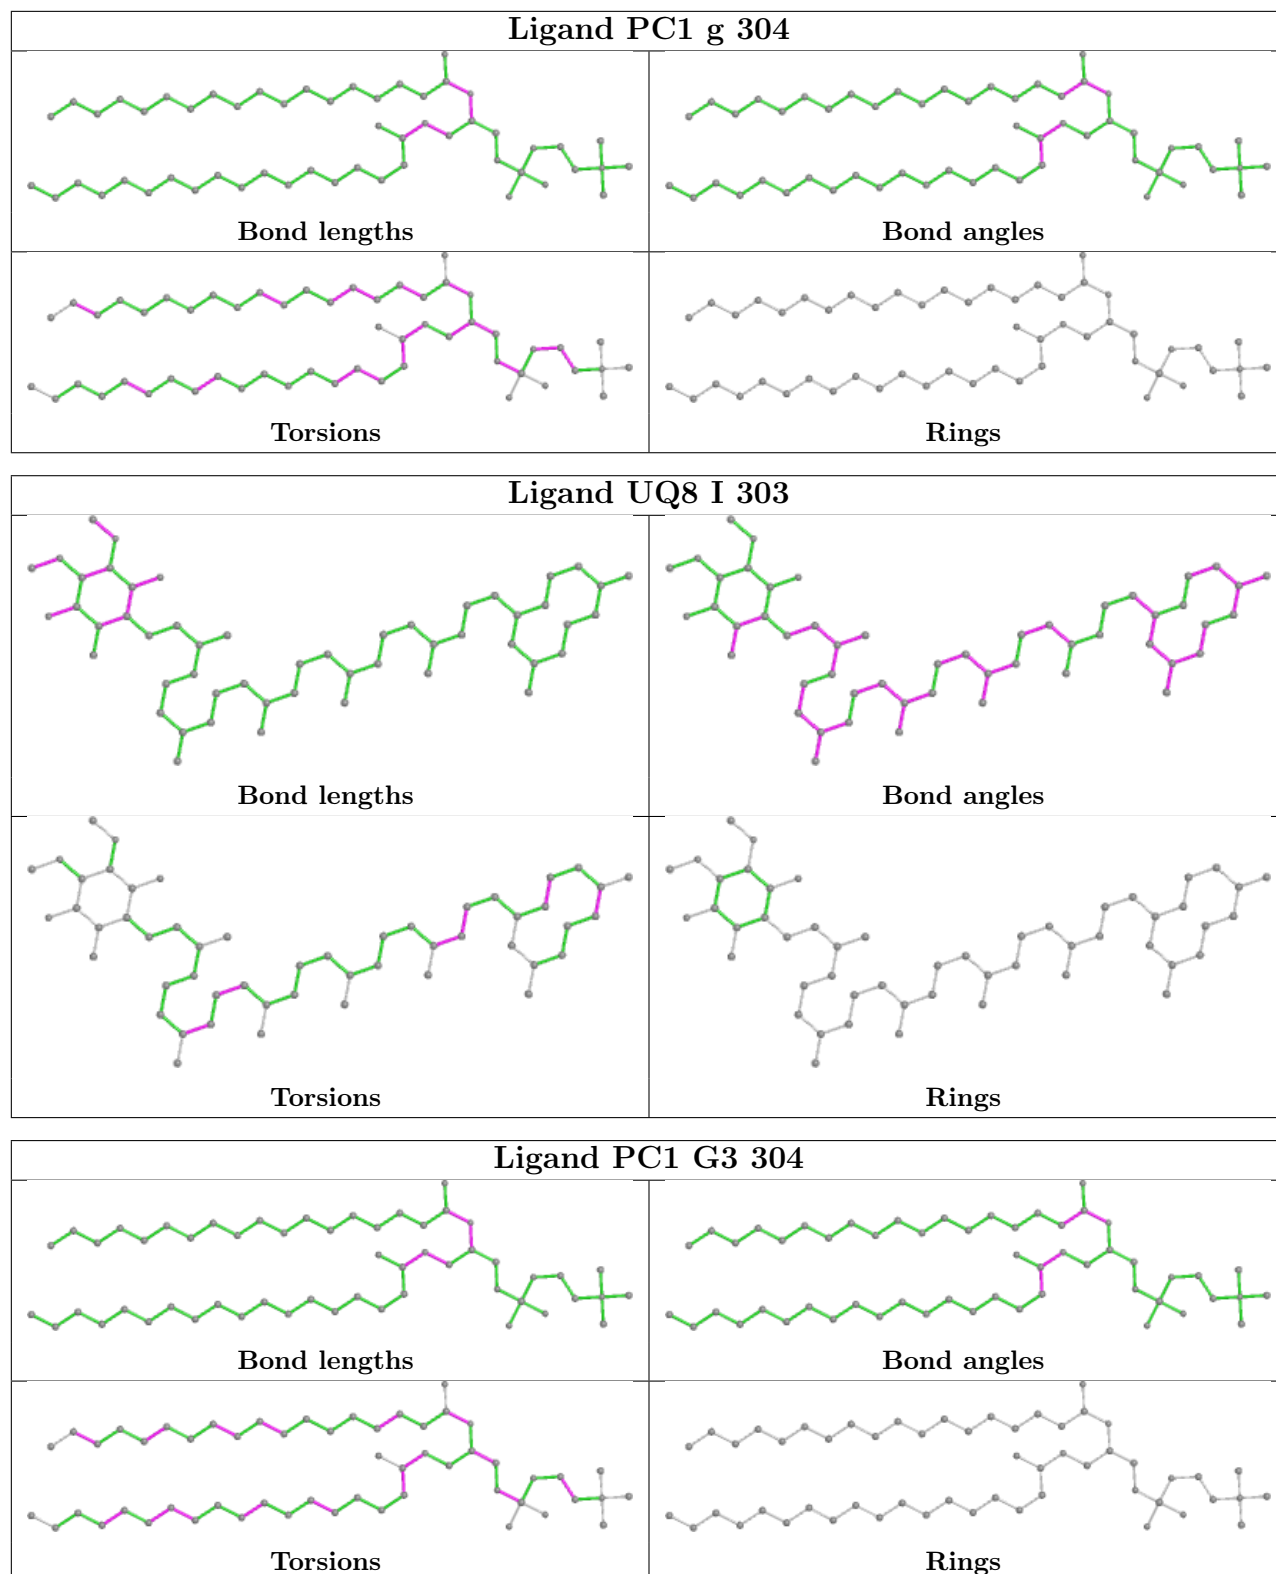 Ligand PC1 g 304
Bond lengths
Bond angles
Torsions
Rings
Ligand UQ8 I 303
Bond lengths
Bond angles
Torsions
Rings
Ligand PC1 G3 304
Bond lengths
Bond angles
Torsions
Rings